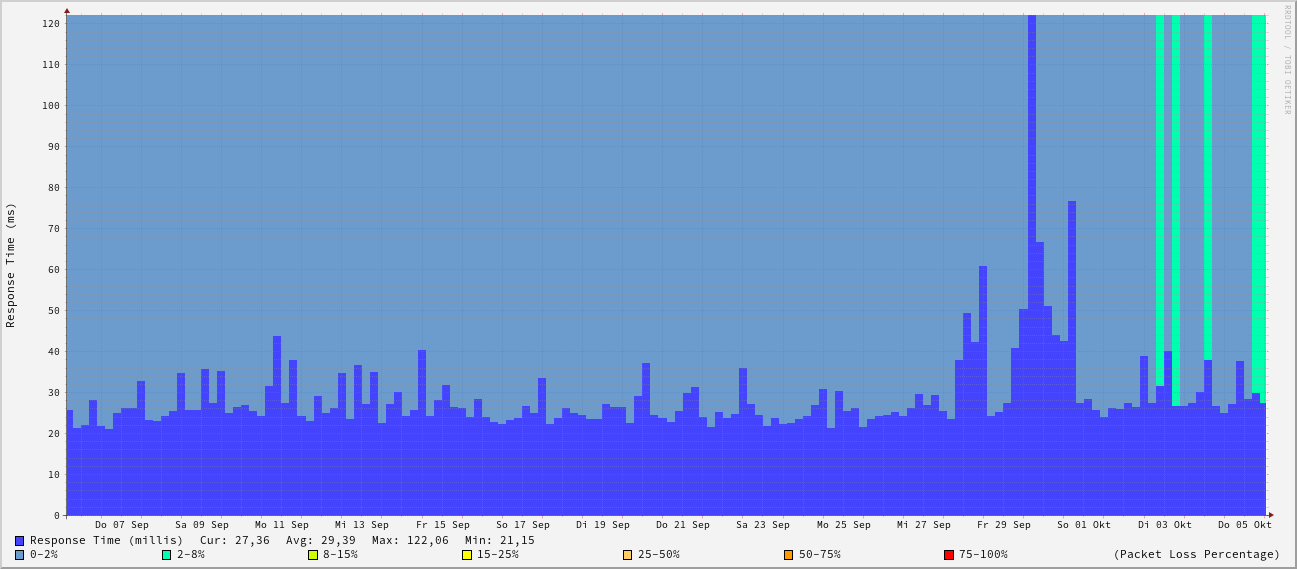 RRDTOOL / TOBI OETIKER
Response Time (ms)
120
110
100
90
80
70
60
50
40
30
20
10
0
Do 07 Sep Sa 09 Sep Mo 11 Sep Mi 13 Sep Fr 15 Sep So 17 Sep Di 19 Sep Do 21 Sep Sa 23 Sep Mo 25 Sep Mi 27 Sep Fr 29 Sep So 01 Okt Di 03 Okt Do 05 Okt
Response Time (millis) Cur: 27,36 Avg: 29,39 Max: 122,06 Min: 21,15
0-2% 2-8% 8-15% 15-25% 25-50% 50-75% 75-100% (Packet Loss Percentage)